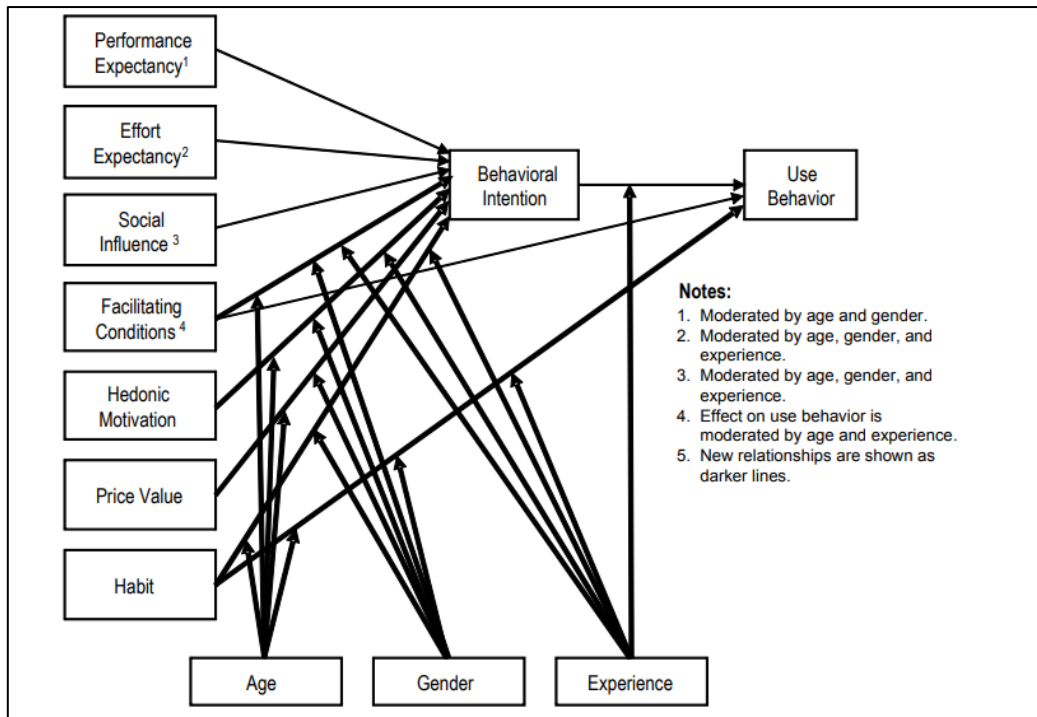 Performance
Expectancy1
Effort
Expectancy2
Social
Influence 3
Facilitating
Conditions 4
Hedonic
Motivation
Price Value
Habit
Behavioral
Intention
Use
Behavior
Notes:
1. Moderated by age and gender.
2. Moderated by age, gender, and
experience.
3. Moderated by age, gender, and
experience.
4. Effect on use behavior is
moderated by age and experience.
5. New relationships are shown as
darker lines.
Age
Gender
Experience